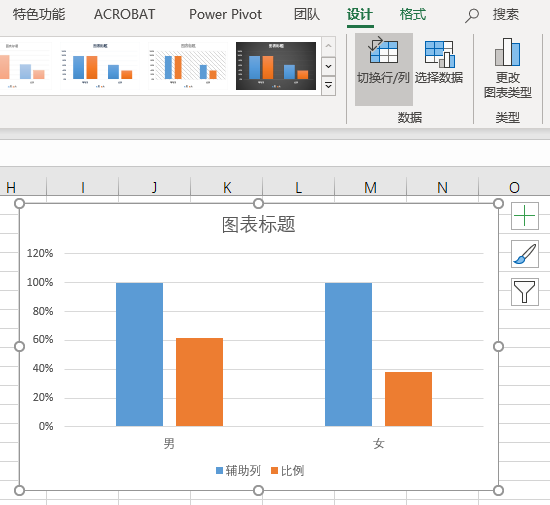 特色功能 ACROBAT Power Pivot 团队 设计 格式 搜索
切换行/列 选择数据 更改
图表类型
数据 类型
H I J K L M N O
图表标题
120%
100%
80%
60%
40%
20%
0%
男 女
辅助列 比例